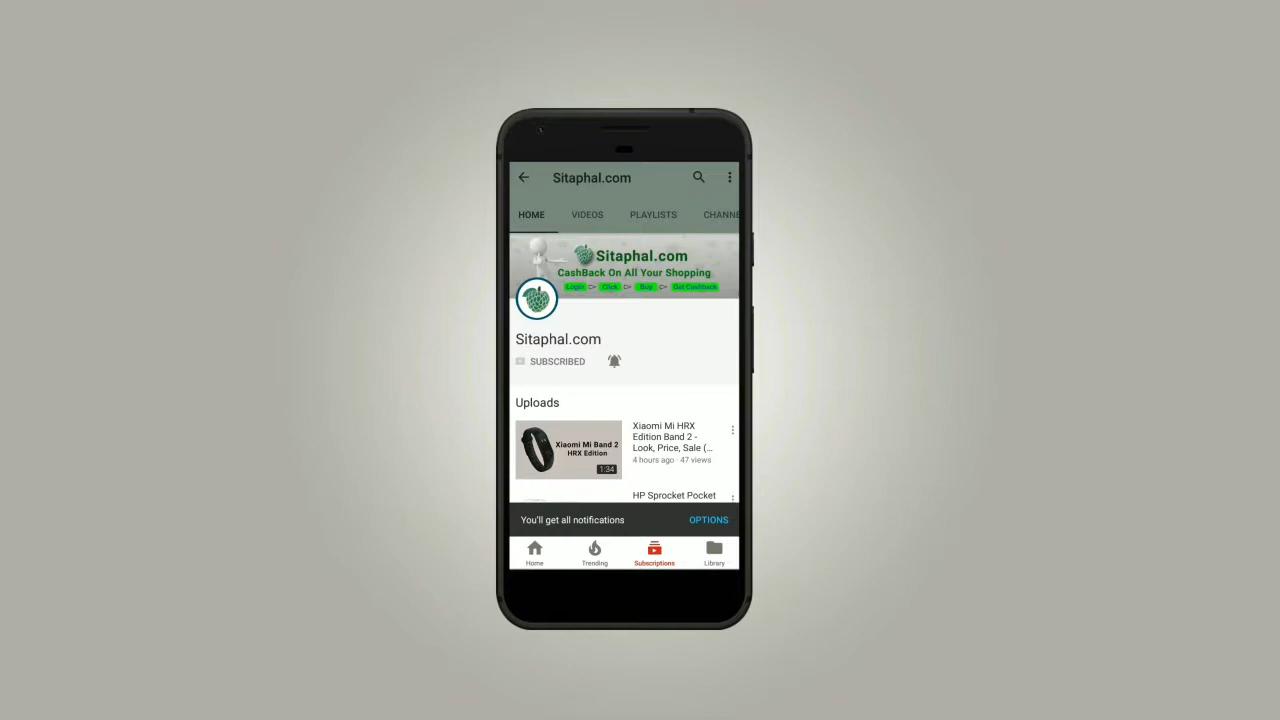 Sitaphal.com
HOME VIDEOS PLAYLISTS CHANNE
Sitaphal.com
CashBack On All Your Shopping
Login Click Buy Get Cashback
Sitaphal.com
SUBSCRIBED
Uploads
Xiaomi Mi Band 2
HRX Edition
1:34
Xiaomi Mi HRX
Edition Band 2 -
Look, Price, Sale (...
4 hours ago · 47 views
HP Sprocket Pocket
You'll get all notifications OPTIONS
Home Trending Subscriptions Library